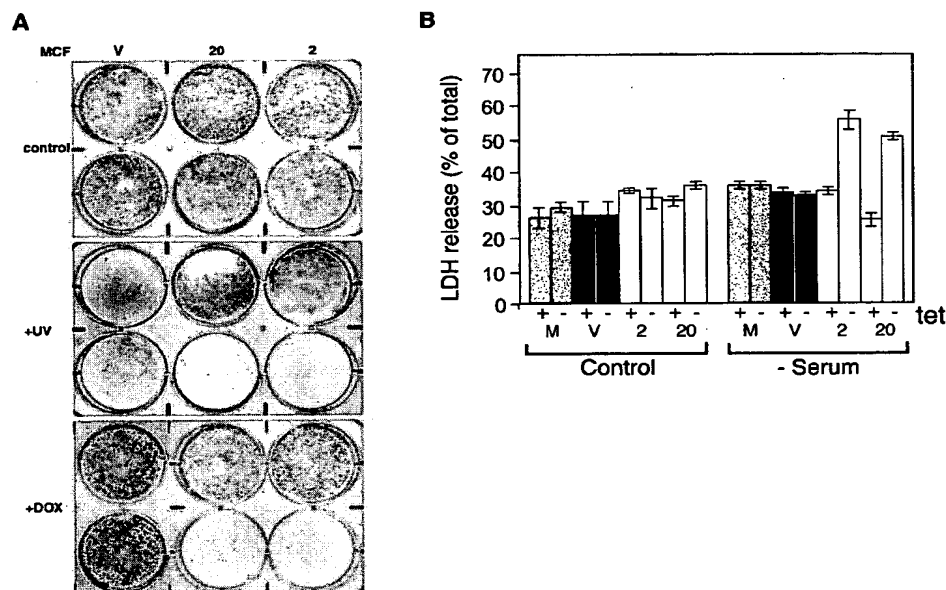 A
MCF V 20 2
control
+UV
+DOX
B
LDH release (% of total)
70
60
50
40
30
20
10
0
+ - + - + - + - + - + - + - + - tet
M V 2 20 M V 2 20
Control - Serum